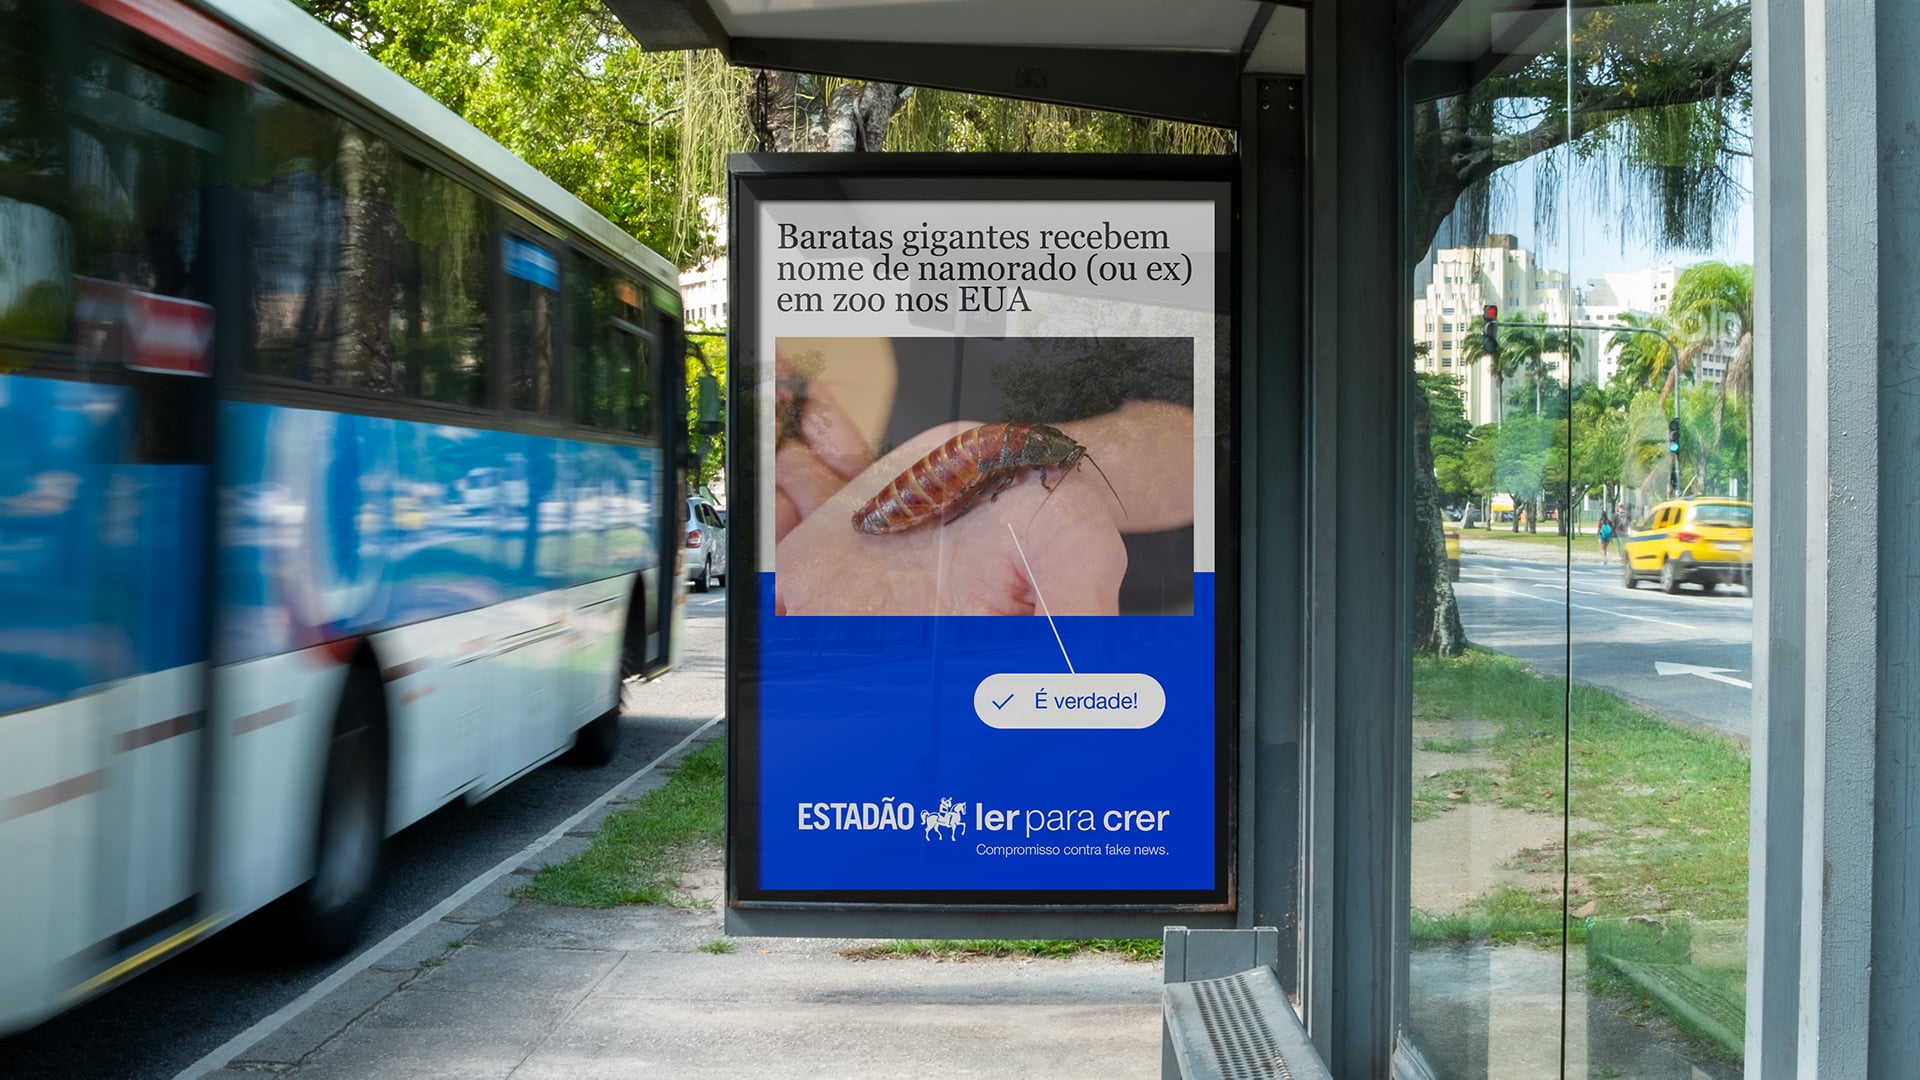 Baratas gigantes recebem
nome de namorado (ou ex)
em zoo nos EUA
✓ É verdade!
ESTADÃO ler para crer
Compromisso contra fake news.